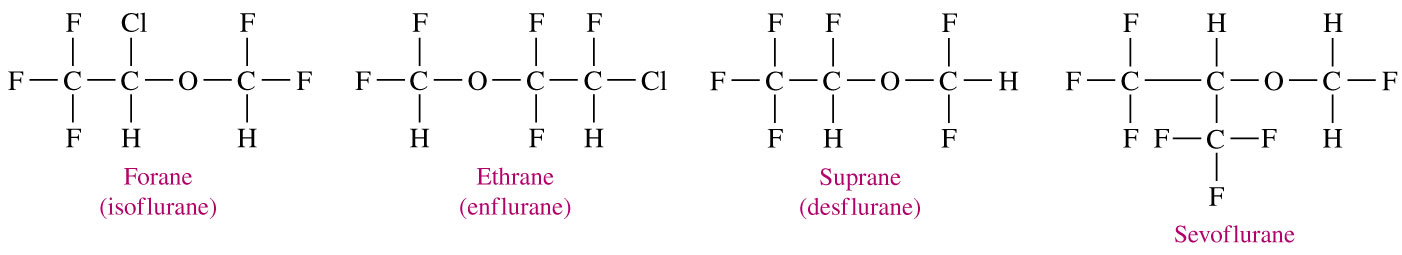 F Cl F F F F F F F F H H
F C C O C F F C O C C Cl F C C O C H F C C O C F
F H H H F H F H F F F C F H
Forane Ethrane Suprane F
(isoflurane) (enflurane) (desflurane)
Sevoflurane